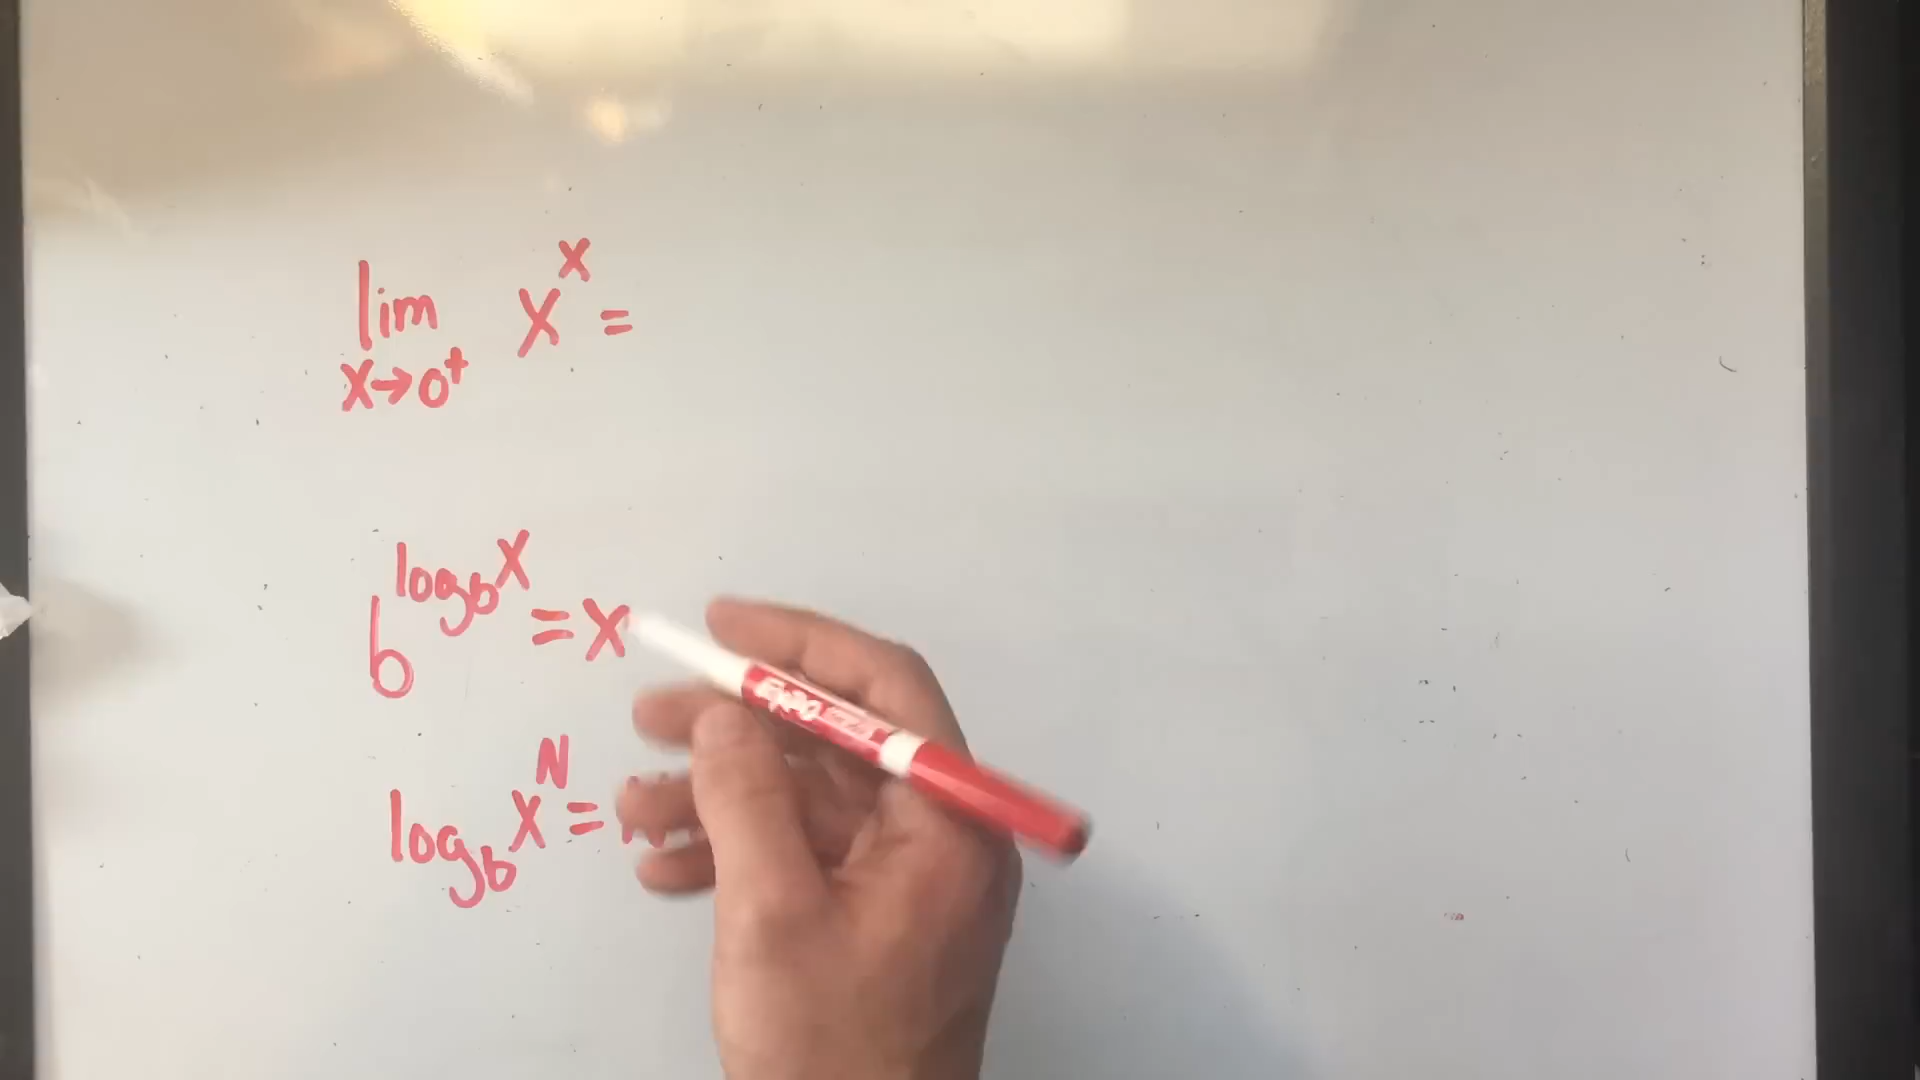 lim x^x =
x→0⁺
b^(log_b x) = x
log_b x^N =